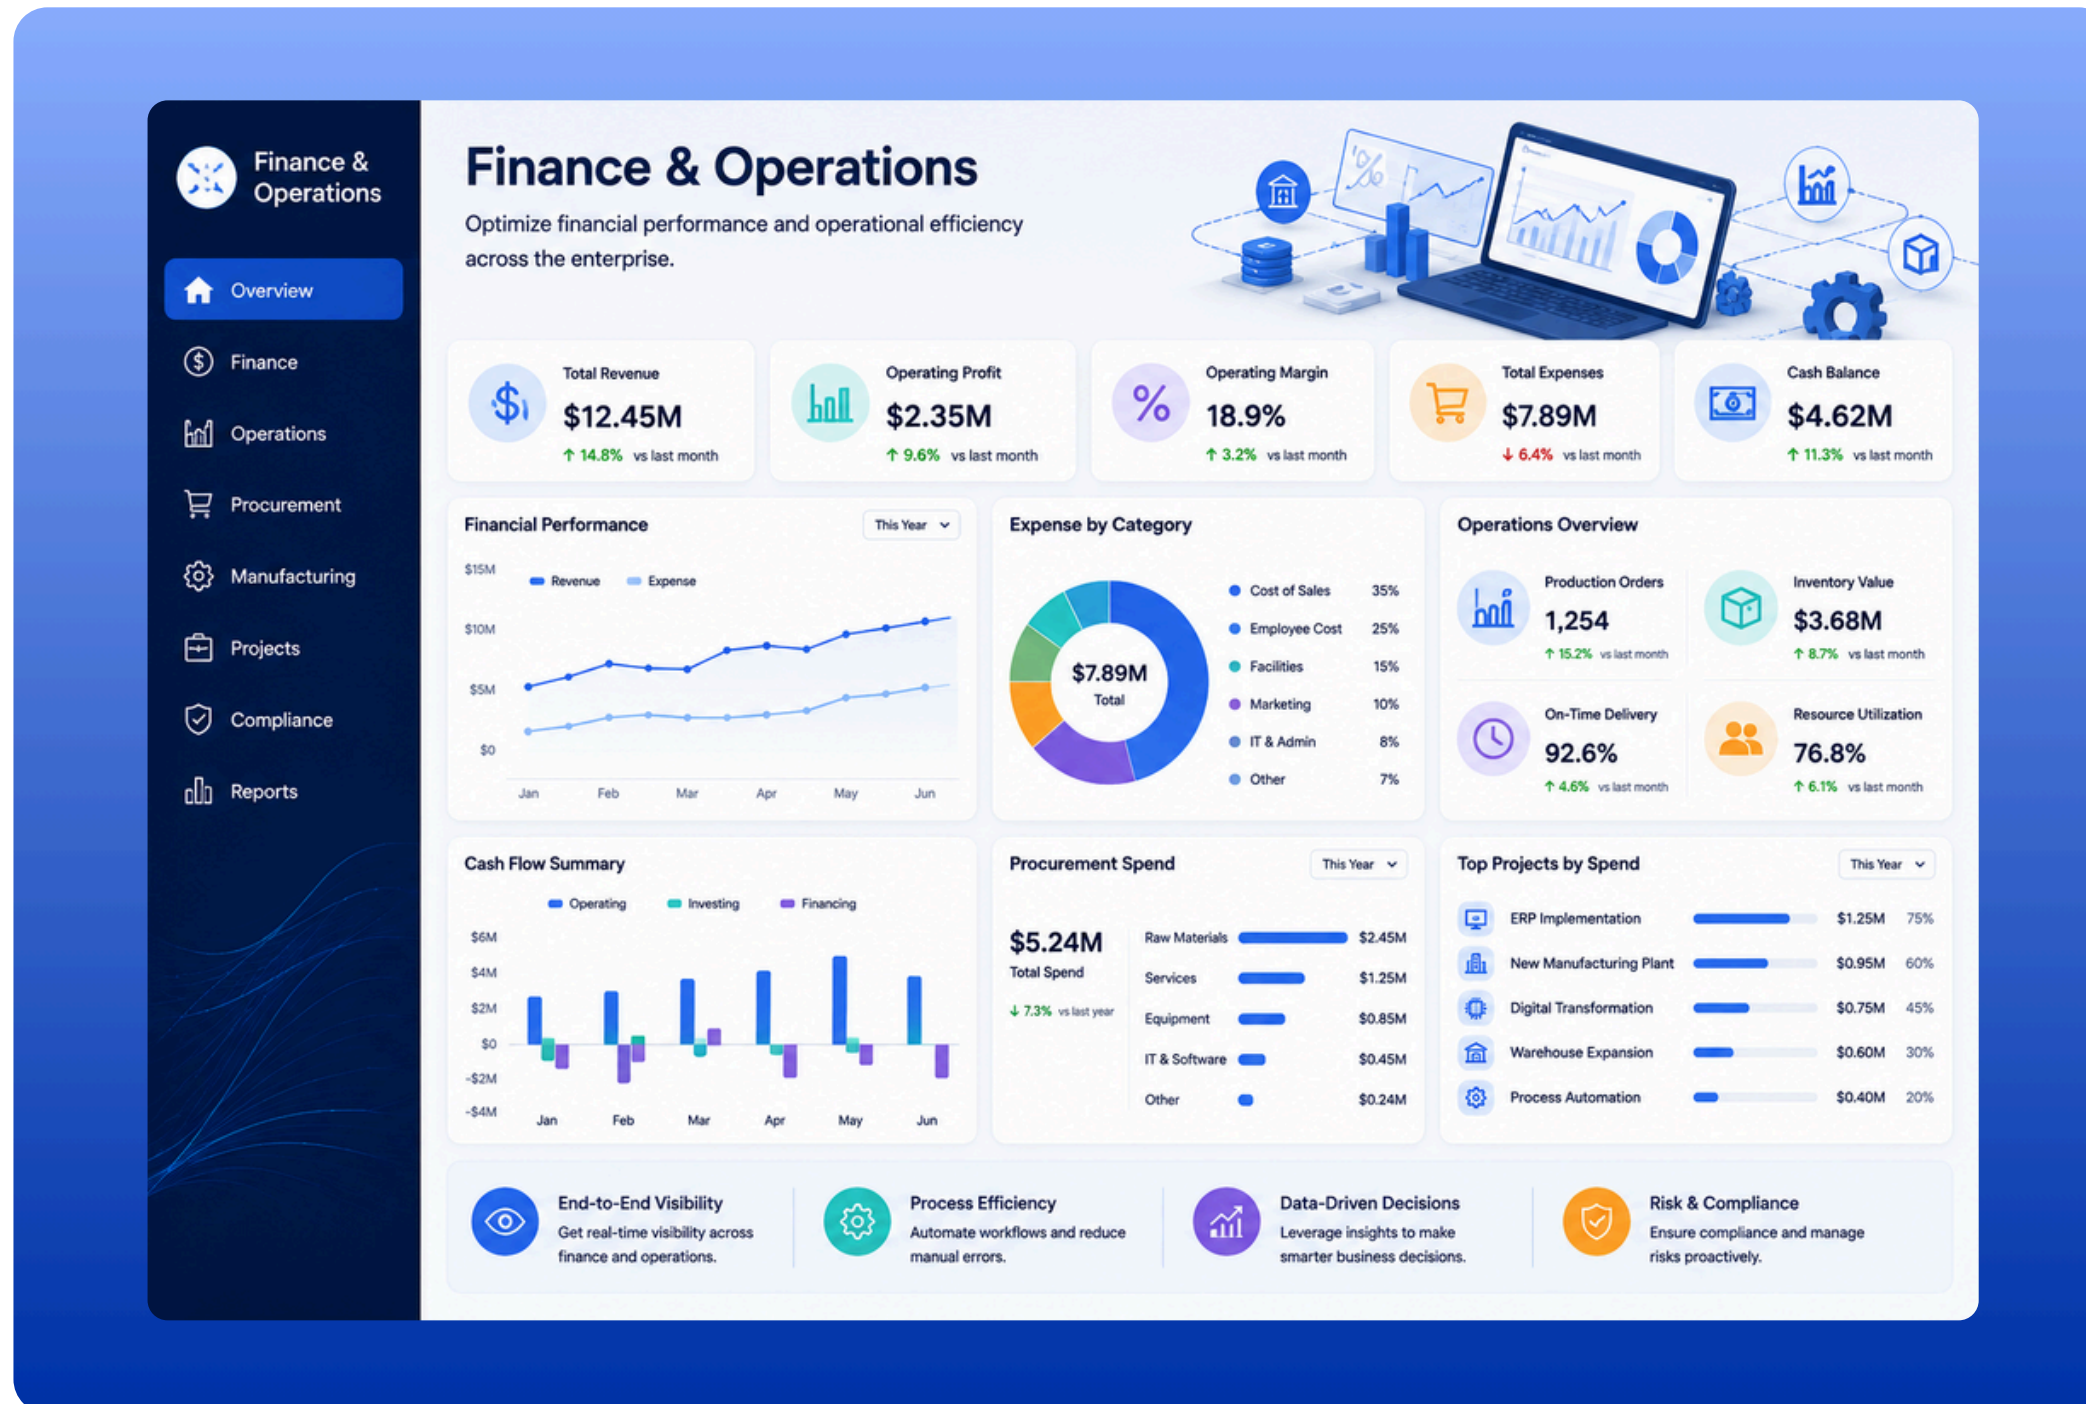 Finance &
Operations
Overview
Finance
Operations
Procurement
Manufacturing
Projects
Compliance
Reports
Finance & Operations
Optimize financial performance and operational efficiency
across the enterprise.
Total Revenue
$12.45M
↑ 14.8% vs last month
Operating Profit
$2.35M
↑ 9.6% vs last month
Operating Margin
18.9%
↑ 3.2% vs last month
Total Expenses
$7.89M
↓ 6.4% vs last month
Cash Balance
$4.62M
↑ 11.3% vs last month
Financial Performance
This Year
$15M
Revenue Expense
$10M
$5M
$0
Jan Feb Mar Apr May Jun
Expense by Category
$7.89M
Total
Cost of Sales 35%
Employee Cost 25%
Facilities 15%
Marketing 10%
IT & Admin 8%
Other 7%
Operations Overview
Production Orders
1,254
↑ 15.2% vs last month
Inventory Value
$3.68M
↑ 8.7% vs last month
On-Time Delivery
92.6%
↑ 4.6% vs last month
Resource Utilization
76.8%
↑ 6.1% vs last month
Cash Flow Summary
Operating Investing Financing
$6M
$4M
$2M
$0
-$2M
-$4M
Jan Feb Mar Apr May Jun
Procurement Spend
This Year
$5.24M
Total Spend
↓ 7.3% vs last year
Raw Materials $2.45M
Services $1.25M
Equipment $0.85M
IT & Software $0.45M
Other $0.24M
Top Projects by Spend
This Year
ERP Implementation $1.25M 75%
New Manufacturing Plant $0.95M 60%
Digital Transformation $0.75M 45%
Warehouse Expansion $0.60M 30%
Process Automation $0.40M 20%
End-to-End Visibility
Get real-time visibility across
finance and operations.
Process Efficiency
Automate workflows and reduce
manual errors.
Data-Driven Decisions
Leverage insights to make
smarter business decisions.
Risk & Compliance
Ensure compliance and manage
risks proactively.